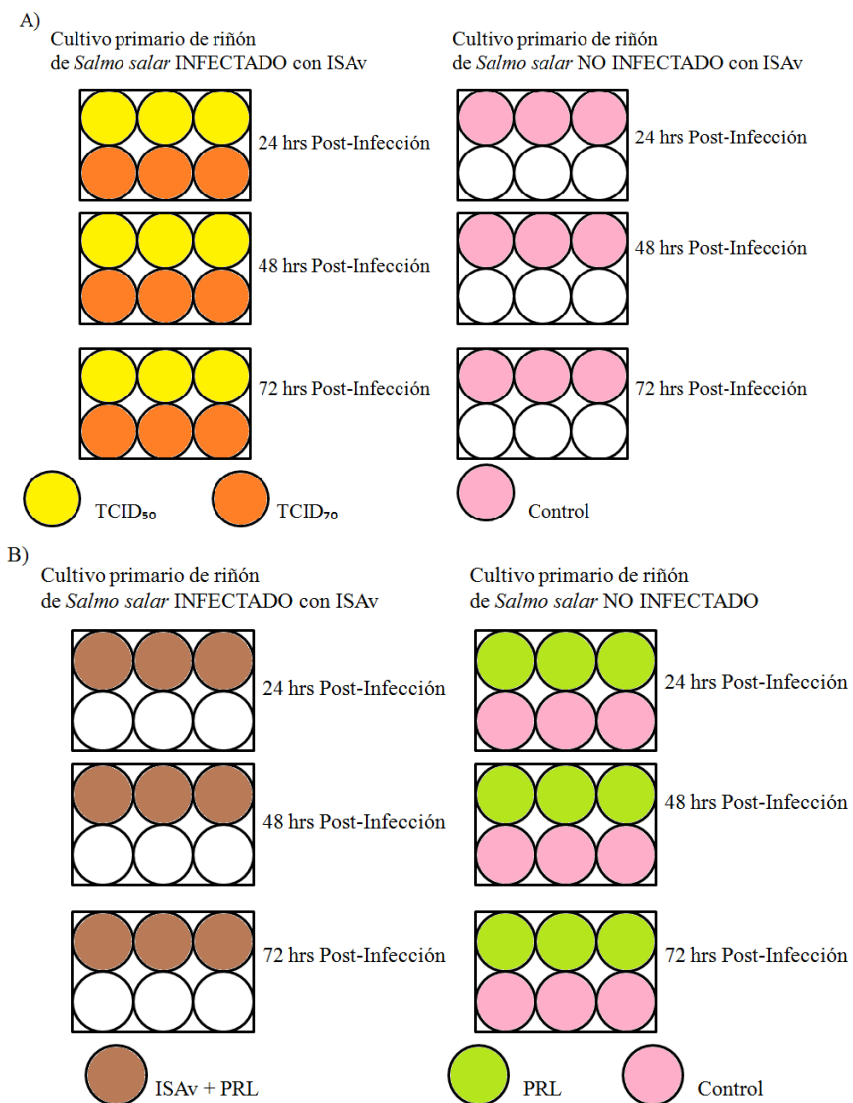 A)
Cultivo primario de riñón
de Salmo salar INFECTADO con ISAv
Cultivo primario de riñón
de Salmo salar NO INFECTADO con ISAv
24 hrs Post-Infección
24 hrs Post-Infección
48 hrs Post-Infección
48 hrs Post-Infección
72 hrs Post-Infección
72 hrs Post-Infección
TCID₅₀
TCID₇₀
Control
B)
Cultivo primario de riñón
de Salmo salar INFECTADO con ISAv
Cultivo primario de riñón
de Salmo salar NO INFECTADO
24 hrs Post-Infección
24 hrs Post-Infección
48 hrs Post-Infección
48 hrs Post-Infección
72 hrs Post-Infección
72 hrs Post-Infección
ISAv + PRL
PRL
Control